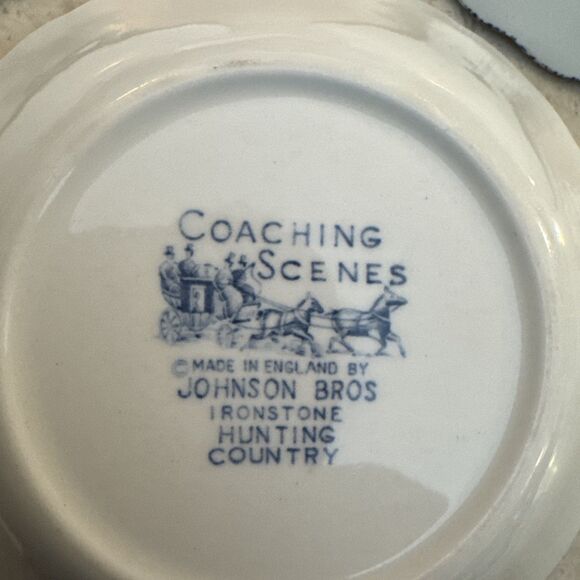 COACHING
SCENES
© MADE IN ENGLAND BY
JOHNSON BROS
IRONSTONE
HUNTING
COUNTRY